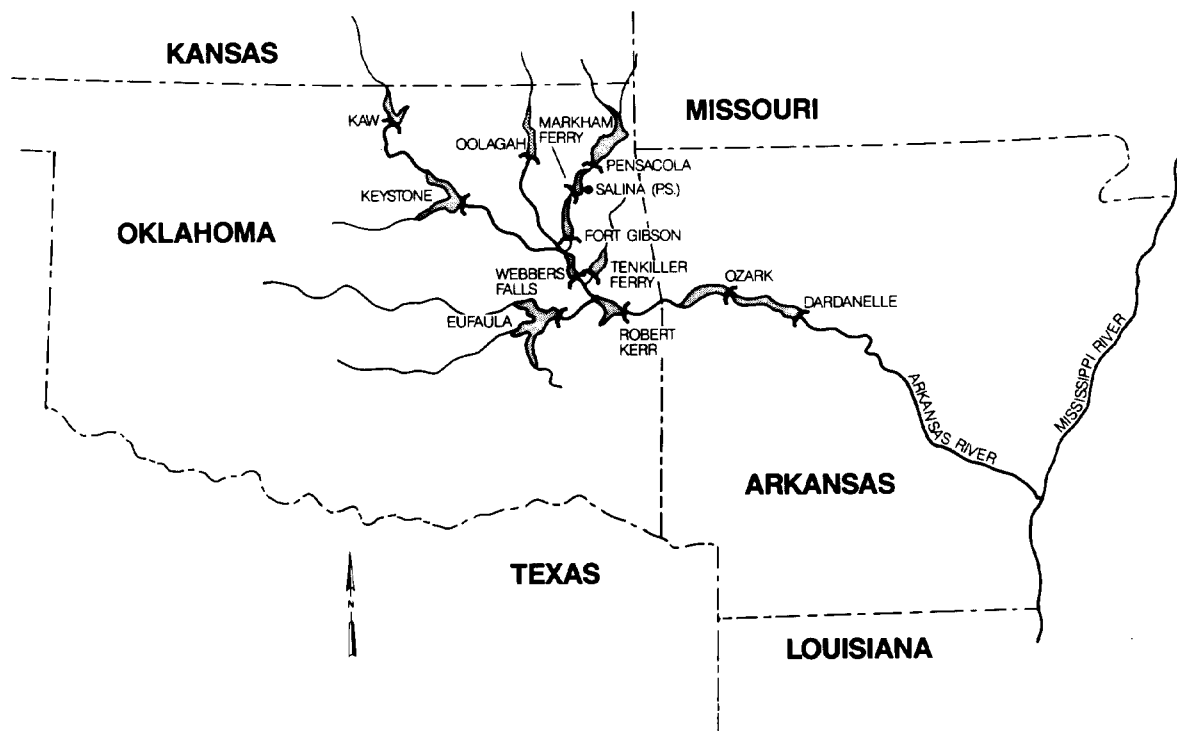 KANSAS
MISSOURI
KAW
OOLAGAH
MARKHAM
FERRY
PENSACOLA
SALINA (P.S.)
KEYSTONE
OKLAHOMA
FORT GIBSON
WEBBERS
FALLS
TENKILLER
FERRY
OZARK
DARDANELLE
EUFAULA
ROBERT
KERR
MISSISSIPPI RIVER
ARKANSAS RIVER
ARKANSAS
TEXAS
N
LOUISIANA